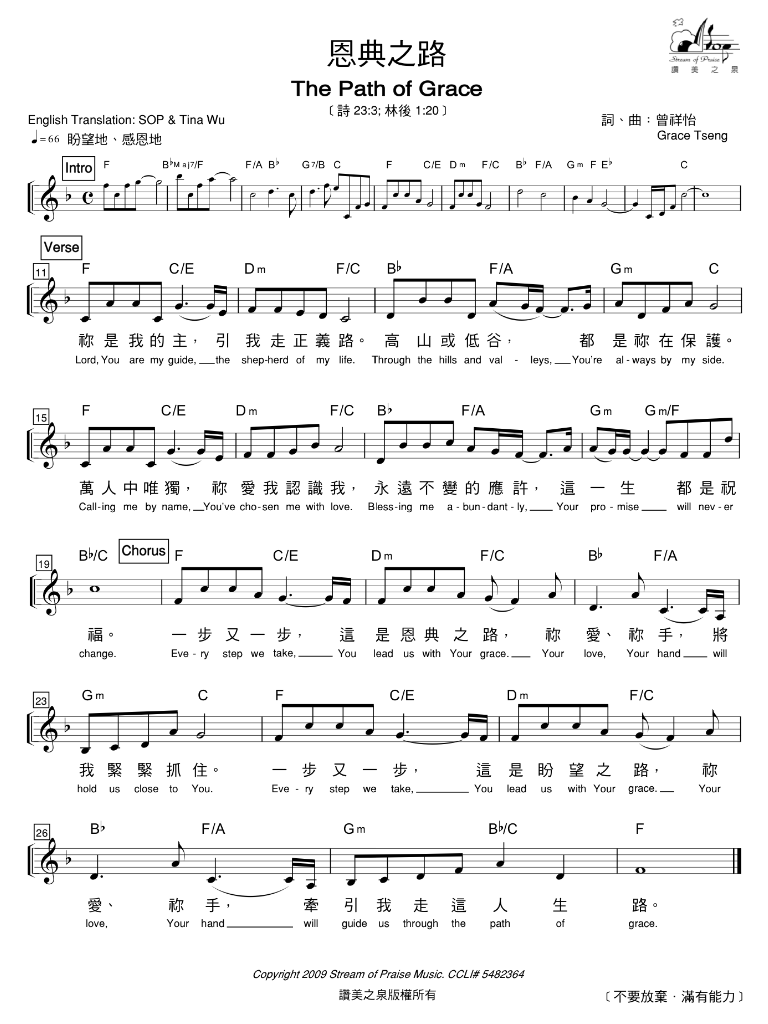 Stream of Praise
讚美之泉
恩典之路
The Path of Grace
〔詩 23:3; 林後 1:20〕
English Translation: SOP & Tina Wu
詞、曲：曾祥怡
♩=66 盼望地、感恩地
Grace Tseng
Intro F B♭Maj7/F F/A B♭ G7/B C F C/E Dm F/C B♭ F/A Gm F E♭ C
Verse
11 F C/E Dm F/C B♭ F/A Gm C
祢是我的主，引我走正義路。高山或低谷，都是祢在保護。
Lord, You are my guide, __ the shep-herd of my life. Through the hills and val - leys, __ You're al-ways by my side.
15 F C/E Dm F/C B♭ F/A Gm Gm/F
萬人中唯獨，祢愛我認識我，永遠不變的應許，這一生都是祝
Call-ing me by name, __ You've cho-sen me with love. Bless-ing me a-bun-dant-ly, __ Your pro-mise __ will nev-er
B♭/C Chorus F C/E Dm F/C B♭ F/A
19
福。一步又一步，這是恩典之路，祢愛、祢手，將
change. Eve-ry step we take, __ You lead us with Your grace. __ Your love, Your hand __ will
23 Gm C F C/E Dm F/C
我緊緊抓住。一步又一步，這是盼望之路，祢
hold us close to You. Eve-ry step we take, __ You lead us with Your grace. __ Your
26 B♭ F/A Gm B♭/C F
愛、祢手，牽引我走這人生路。
love, Your hand __ will guide us through the path of grace.
Copyright 2009 Stream of Praise Music. CCLI# 5482364
讚美之泉版權所有
〔不要放棄．滿有能力〕